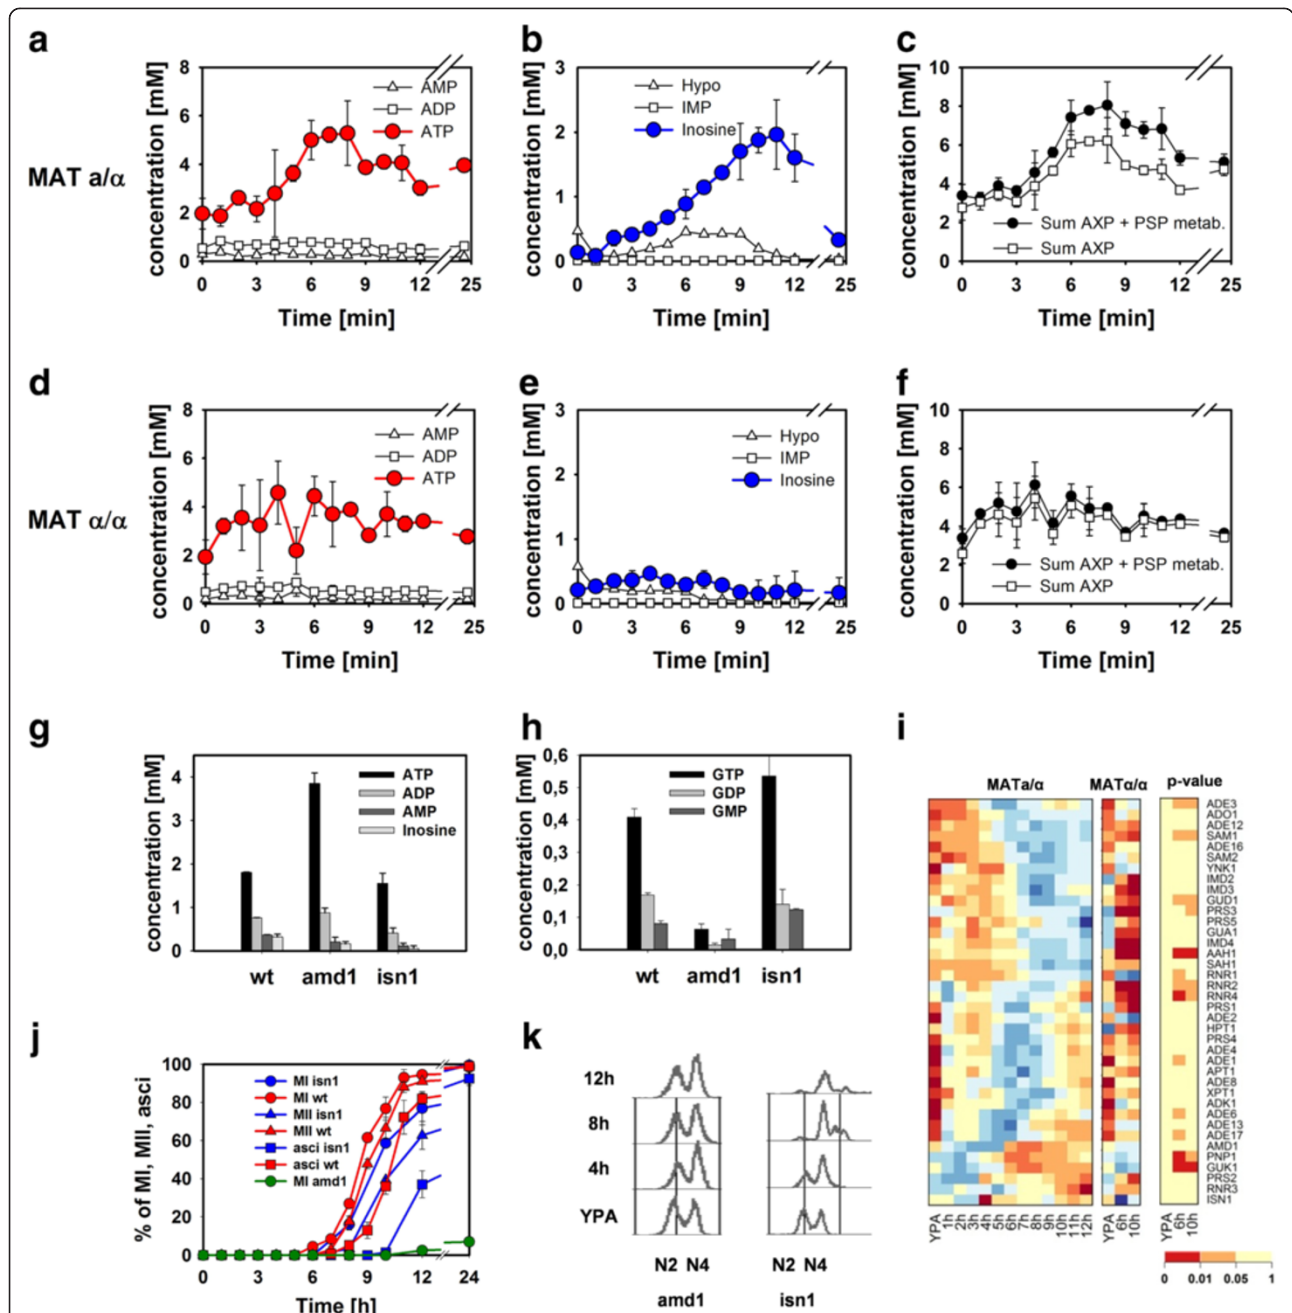 a
b
c
MAT a/α
concentration [mM]
8
6
4
2
0
AMP
ADP
ATP
0 3 6 9 12 25
Time [min]
concentration [mM]
3
2
1
0
Hypo
IMP
Inosine
0 3 6 9 12 25
Time [min]
concentration [mM]
10
8
6
4
2
0
Sum AXP + PSP metab.
Sum AXP
0 3 6 9 12 25
Time [min]
d
e
f
MAT α/α
concentration [mM]
8
6
4
2
0
AMP
ADP
ATP
0 3 6 9 12 25
Time [min]
concentration [mM]
3
2
1
0
Hypo
IMP
Inosine
0 3 6 9 12 25
Time [min]
concentration [mM]
10
8
6
4
2
0
Sum AXP + PSP metab.
Sum AXP
0 3 6 9 12 25
Time [min]
g
h
i
concentration [mM]
4
3
2
1
0
ATP
ADP
AMP
Inosine
wt amd1 isn1
concentration [mM]
0,6
0,5
0,4
0,3
0,2
0,1
0,0
GTP
GDP
GMP
wt amd1 isn1
MATa/α MATα/α p-value
ADE3
ADO1
ADE12
SAM1
ADE16
SAM2
YNK1
IMD2
IMD3
GUD1
PRS3
PRS5
GUA1
IMD4
AAH1
SAH1
RNR1
RNR2
RNR4
PRS1
ADE2
HPT1
PRS4
ADE4
ADE1
APT1
ADE8
XPT1
ADK1
ADE6
ADE13
ADE17
AMD1
PNP1
GUK1
PRS2
RNR3
ISN1
YPA 1h 2h 3h 4h 5h 6h 7h 8h 9h 10h 11h 12h
YPA 6h 10h
YPA 6h 10h
0 0.01 0.05 1
j
k
% of MI, MII, asci
100
80
60
40
20
0
MI isn1
MI wt
MII isn1
MII wt
asci isn1
asci wt
MI amd1
0 3 6 9 12 24
Time [h]
12h
8h
4h
YPA
N2 N4
amd1
N2 N4
isn1